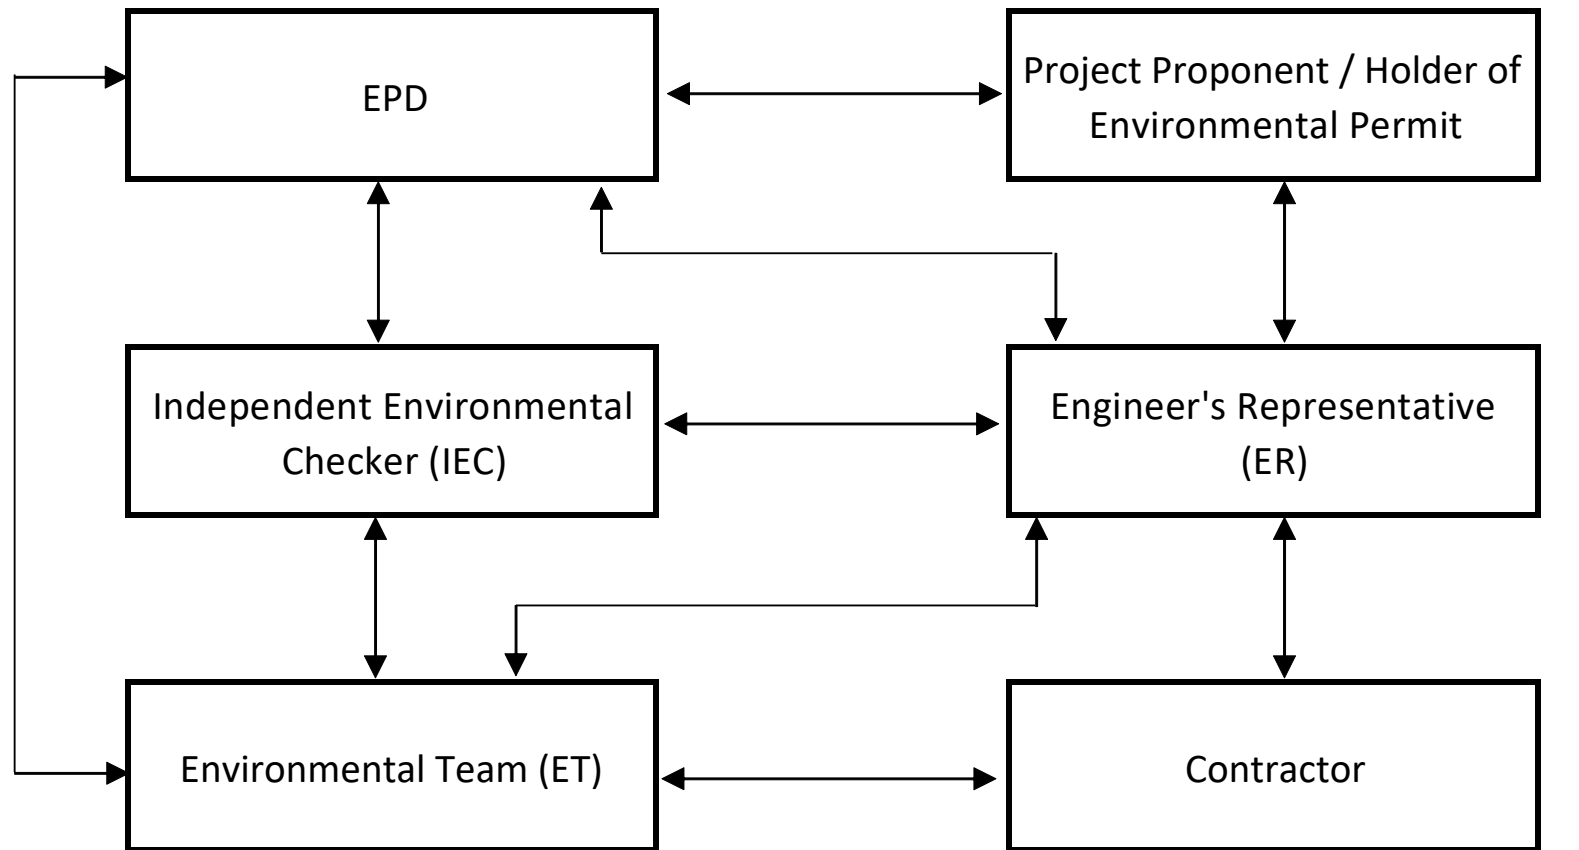 EPD
Project Proponent / Holder of
Environmental Permit
Independent Environmental
Checker (IEC)
Engineer's Representative
(ER)
Environmental Team (ET)
Contractor